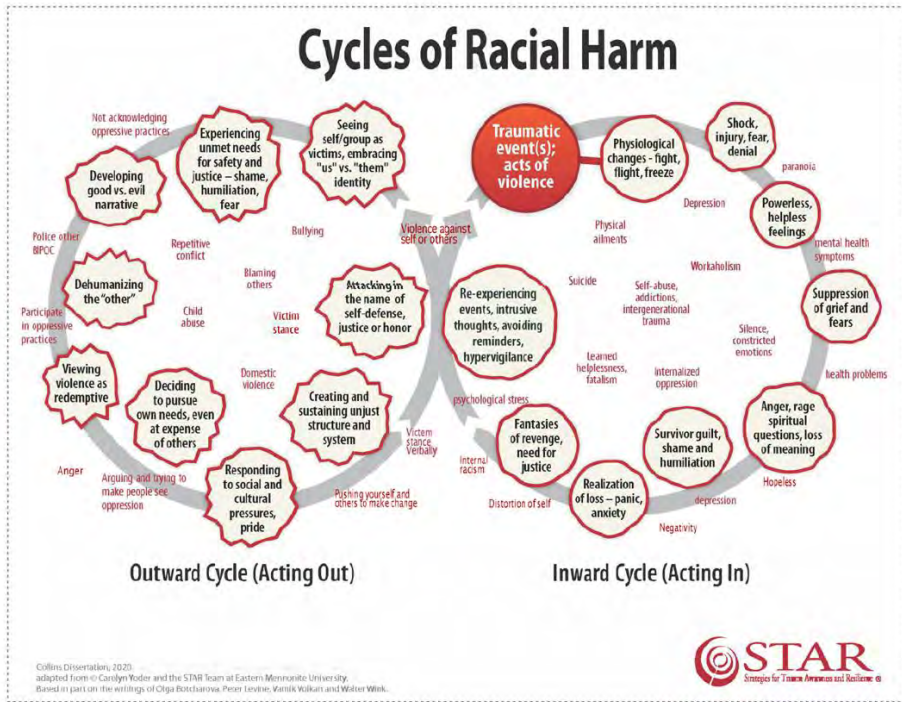 Cycles of Racial Harm
Not acknowledging
oppressive practices
Experiencing
unmet needs
for safety and
justice – shame,
humiliation,
fear
Seeing
self/group as
victims, embracing
"us" vs. "them"
identity
Developing
good vs. evil
narrative
Police other
BIPOC
Repetitive
conflict
Bullying
Violence against
self or others
Dehumanizing
the "other"
Blaming
others
Attacking in
the name of
self-defense,
justice or honor
Participate
in oppressive
practices
Child
abuse
Victim
stance
Viewing
violence as
redemptive
Deciding
to pursue
own needs, even
at expense
of others
Domestic
violence
Creating and
sustaining unjust
structure and
system
Victem
stance
Verbally
Anger
Arguing and trying to
make people see
oppression
Responding
to social and
cultural
pressures,
pride
Pushing yourself and
others to make change
Outward Cycle (Acting Out)
Traumatic
event(s);
acts of
violence
Physiological
changes - fight,
flight, freeze
Shock,
injury, fear,
denial
paranoia
Depression
Powerless,
helpless
feelings
Physical
ailments
mental health
symptoms
Workaholism
Re-experiencing
events, intrusive
thoughts, avoiding
reminders,
hypervigilance
Suicide
Self-abuse,
addictions,
intergenerational
trauma
Suppression
of grief and
fears
Silence,
constricted
emotions
Learned
helplessness,
fatalism
internalized
oppression
health problems
psychological stress
Fantasies
of revenge,
need for
justice
Survivor guilt,
shame and
humiliation
Anger, rage
spiritual
questions, loss
of meaning
Internal
racism
Distortion of self
Realization
of loss – panic,
anxiety
depression
Hopeless
Negativity
Inward Cycle (Acting In)
Collins Dissertation, 2020
adapted from © Carolyn Yoder and the STAR Team at Eastern Mennonite University.
Based in part on the writings of Olga Botcharova, Peter Levine, Vamik Volkan and Walter Wink.
STAR
Strategies for Trauma Awareness and Resilience